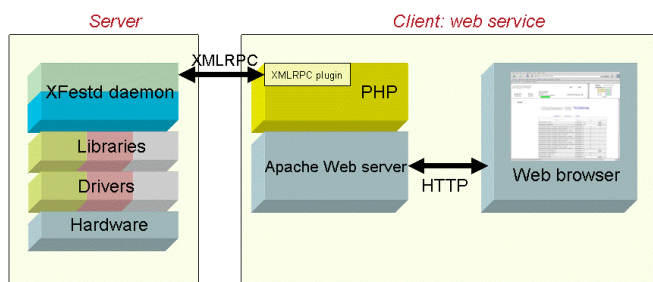 Server
Client: web service
XMLRPC
XMLRPC plugin
XFestd daemon
PHP
Libraries
Apache Web server
Drivers
HTTP
Web browser
Hardware